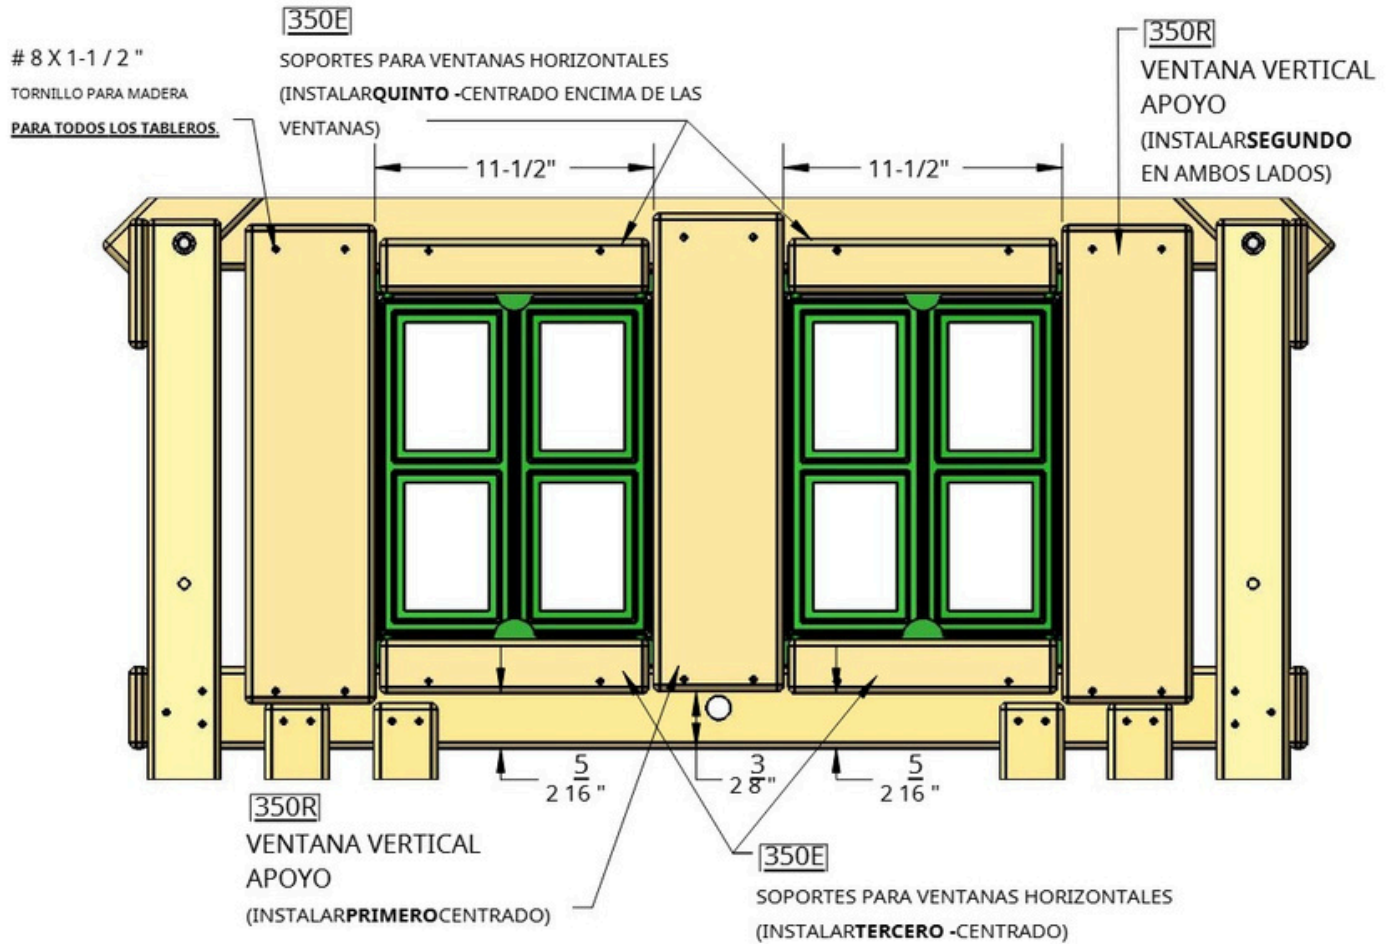 350E
SOPORTES PARA VENTANAS HORIZONTALES
(INSTALARQUINTO -CENTRADO ENCIMA DE LAS
VENTANAS)
# 8 X 1-1 / 2 "
TORNILLO PARA MADERA
PARA TODOS LOS TABLEROS.
350R
VENTANA VERTICAL
APOYO
(INSTALARSEGUNDO
EN AMBOS LADOS)
11-1/2"
11-1/2"
5
2 16 "
3
2 8"
5
2 16 "
350R
VENTANA VERTICAL
APOYO
(INSTALARPRIMEROCENTRADO)
350E
SOPORTES PARA VENTANAS HORIZONTALES
(INSTALARTERCERO -CENTRADO)